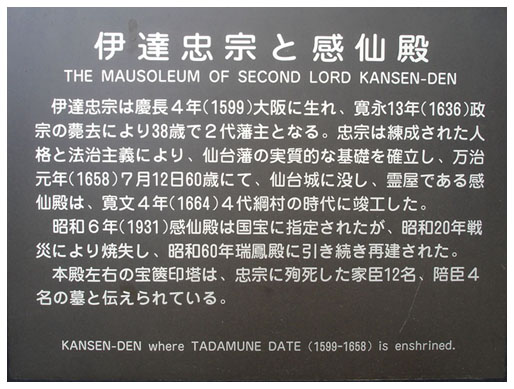 伊達忠宗と感仙殿
THE MAUSOLEUM OF SECOND LORD KANSEN-DEN
伊達忠宗は慶長4年(1599)大阪に生れ、寛永13年(1636)政
宗の薨去により38歳で2代藩主となる。忠宗は練成された人
格と法治主義により、仙台藩の実質的な基礎を確立し、万治
元年(1658)7月12日60歳にて、仙台城に没し、霊屋である感
仙殿は、寛文4年(1664)4代綱村の時代に竣工した。
昭和6年(1931)感仙殿は国宝に指定されたが、昭和20年戦
災により焼失し、昭和60年瑞鳳殿に引き続き再建された。
本殿左右の宝篋印塔は、忠宗に殉死した家臣12名、陪臣4
名の墓と伝えられている。
KANSEN-DEN where TADAMUNE DATE (1599-1658) is enshrined.